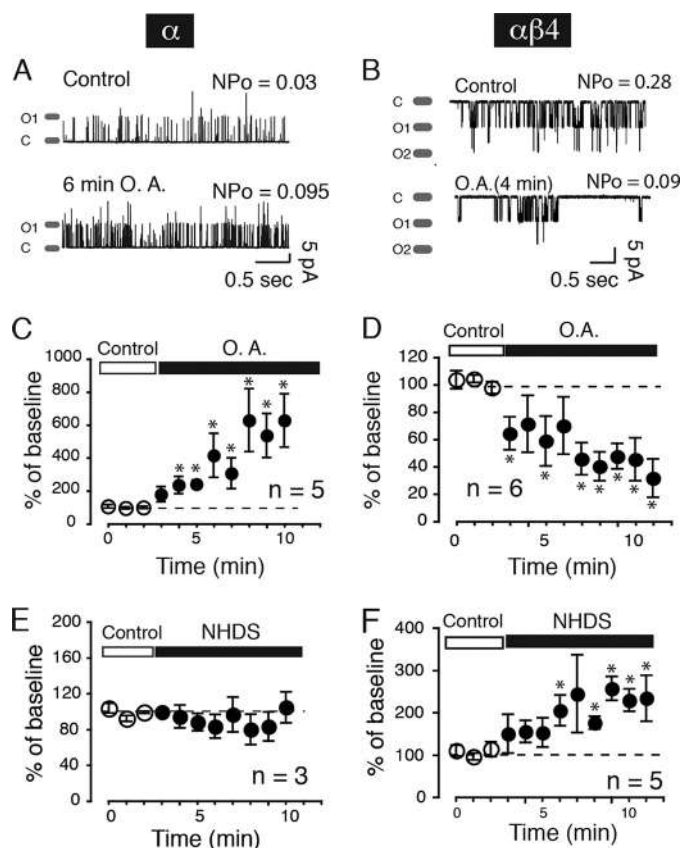 α
αβ4
A
Control
NPo = 0.03
O1
C
6 min O. A.
NPo = 0.095
O1
C
5 pA
0.5 sec
B
Control
NPo = 0.28
C
O1
O2
O.A.(4 min)
NPo = 0.09
C
O1
O2
5 pA
0.5 sec
C
Control
O. A.
1000
800
600
400
200
0
% of baseline
* * * * * * *
n = 5
0
5
10
Time (min)
D
Control
O.A.
120
100
80
60
40
20
0
% of baseline
* * * * * * *
n = 6
0
5
10
Time (min)
E
Control
NHDS
200
160
120
80
40
0
% of baseline
n = 3
0
5
10
Time (min)
F
Control
NHDS
400
300
200
100
0
% of baseline
* * * * *
n = 5
0
5
10
Time (min)